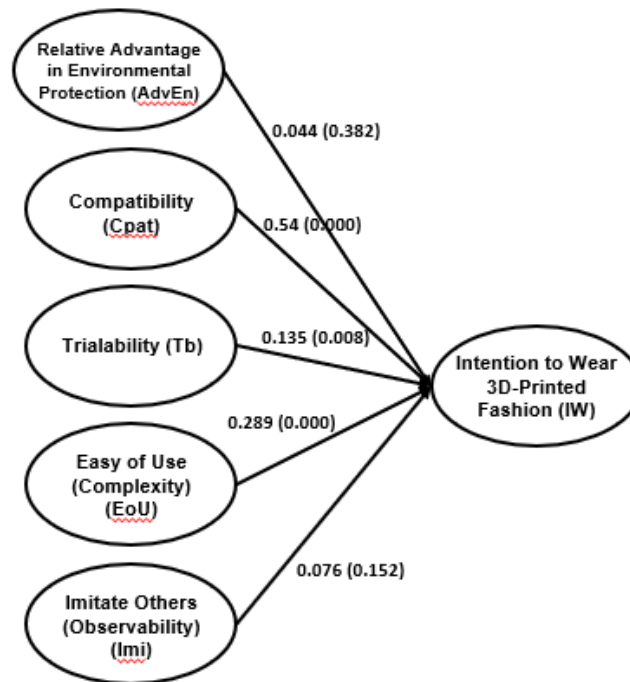 Relative Advantage
in Environmental
Protection (AdvEn)
0.044 (0.382)
Compatibility
(Cpat)
0.54 (0.000)
Trialability (Tb)
0.135 (0.008)
Intention to Wear
3D-Printed
Fashion (IW)
0.289 (0.000)
Easy of Use
(Complexity)
(EoU)
0.076 (0.152)
Imitate Others
(Observability)
(Imi)